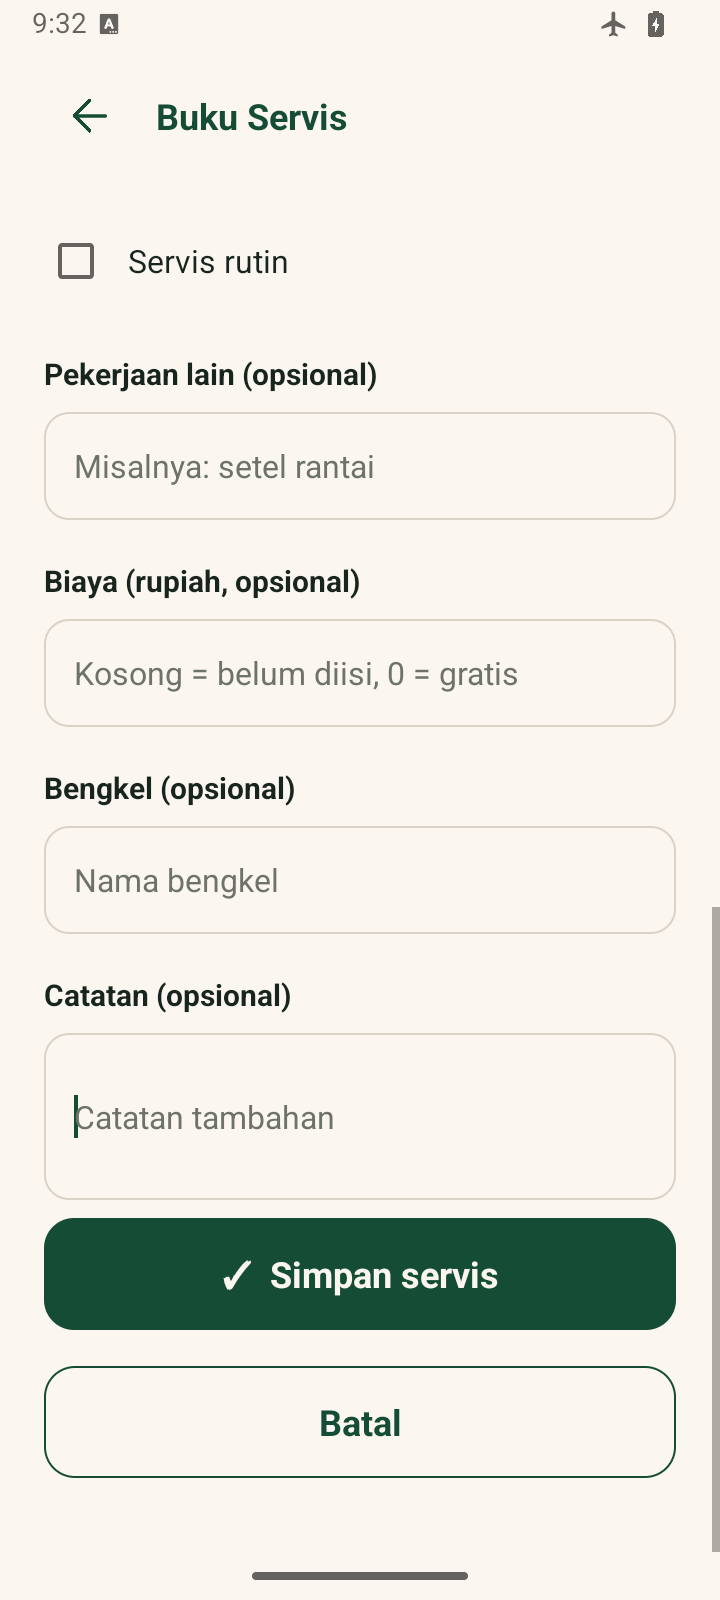 9:32
Buku Servis
Servis rutin
Pekerjaan lain (opsional)
Misalnya: setel rantai
Biaya (rupiah, opsional)
Kosong = belum diisi, 0 = gratis
Bengkel (opsional)
Nama bengkel
Catatan (opsional)
Catatan tambahan
✓ Simpan servis
Batal